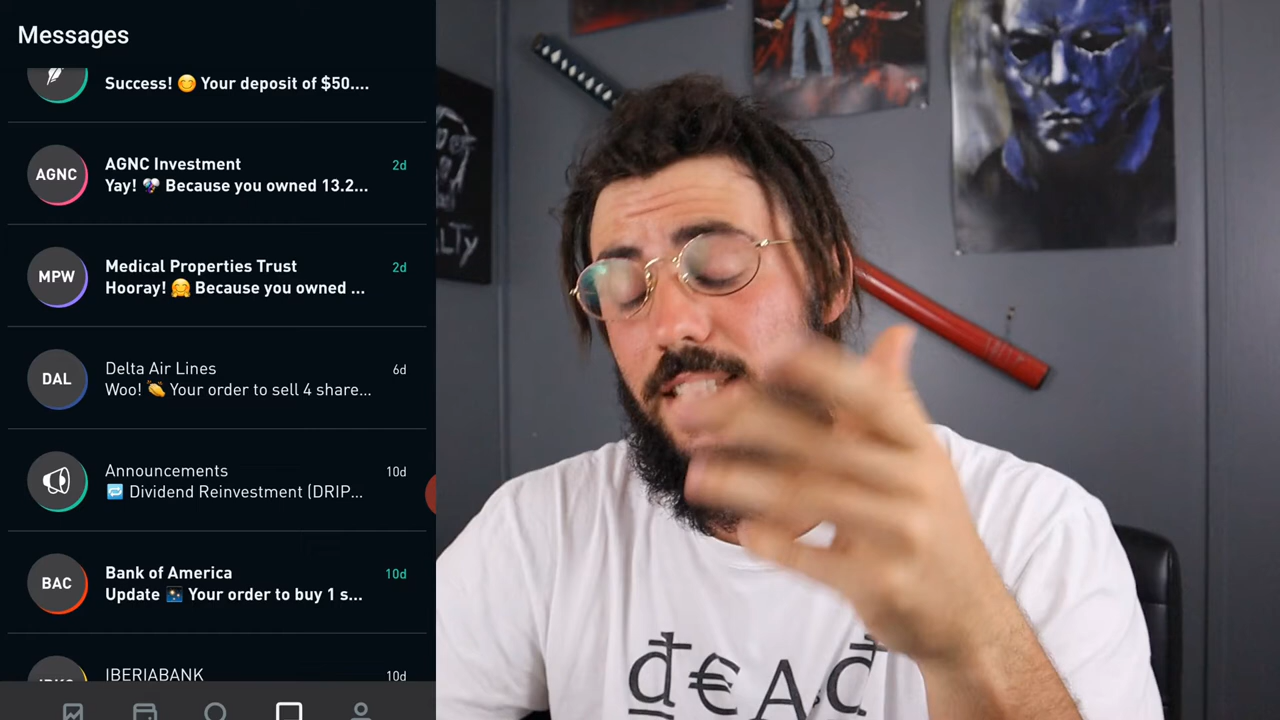 Messages
Success! 😊 Your deposit of $50....
AGNC
AGNC Investment
2d
Yay! 🎊 Because you owned 13.2...
MPW
Medical Properties Trust
2d
Hooray! 🤗 Because you owned ...
DAL
Delta Air Lines
6d
Woo! 👏 Your order to sell 4 share...
Announcements
10d
Dividend Reinvestment (DRIP...
BAC
Bank of America
10d
Update 🌃 Your order to buy 1 s...
IBERIABANK
10d
đ€Ad